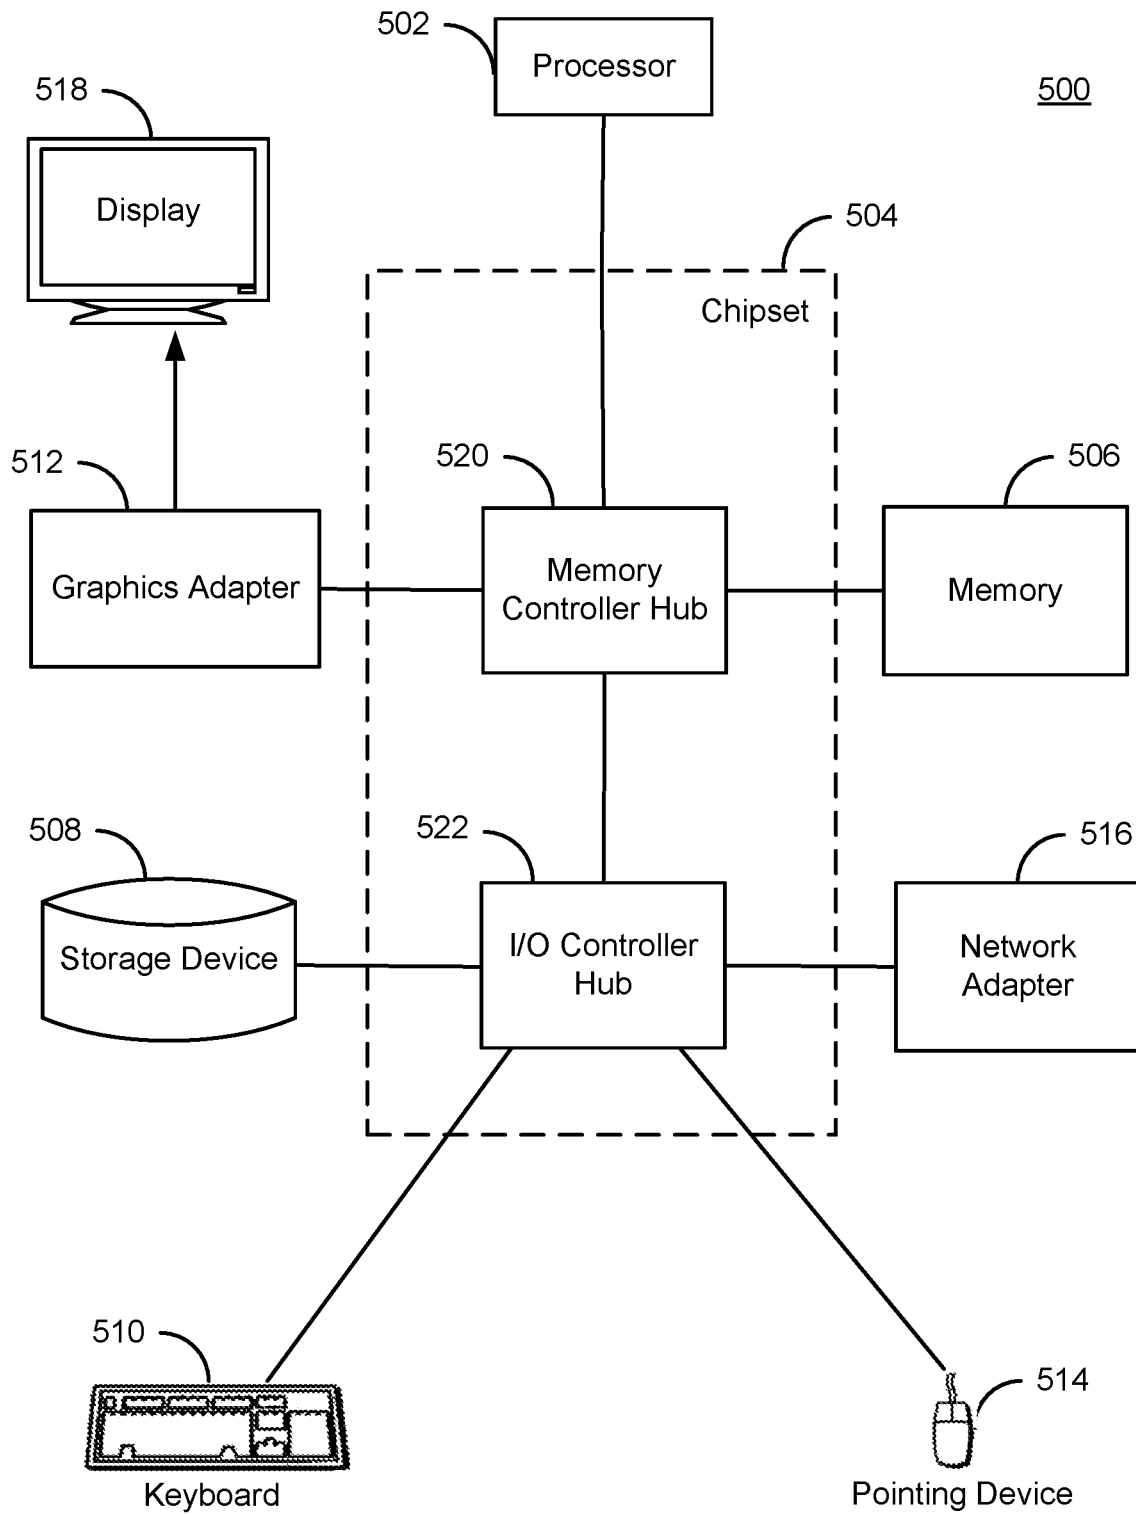 502
Processor
500
518
Display
504
Chipset
512
520
506
Graphics Adapter
Memory
Controller Hub
Memory
508
522
516
Storage Device
I/O Controller
Hub
Network
Adapter
510
514
Keyboard
Pointing Device